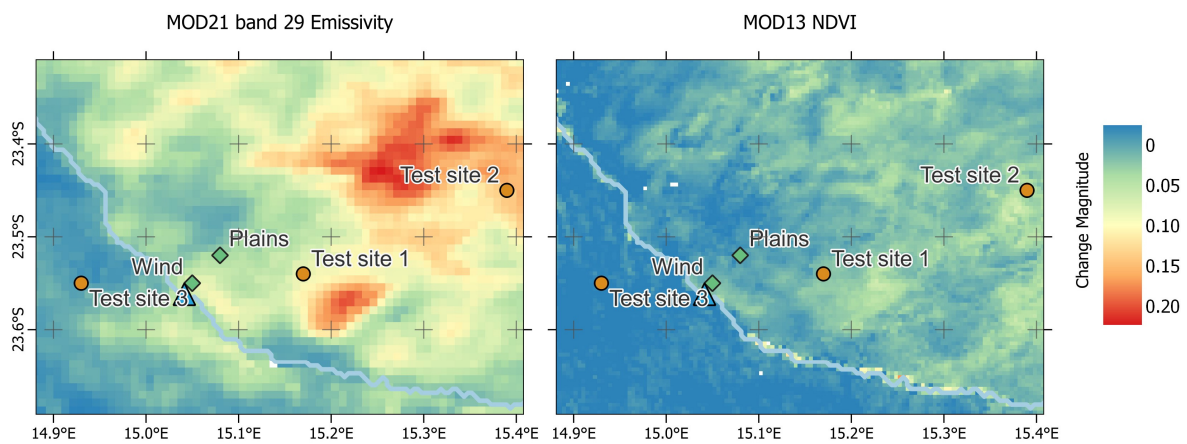 MOD21 band 29 Emissivity
MOD13 NDVI
23.4°S
23.5°S
23.6°S
Test site 2
Plains
Test site 1
Wind
Test site 3
14.9°E 15.0°E 15.1°E 15.2°E 15.3°E 15.4°E
Test site 2
Plains
Test site 1
Wind
Test site 3
14.9°E 15.0°E 15.1°E 15.2°E 15.3°E 15.4°E
Change Magnitude
0
0.05
0.10
0.15
0.20